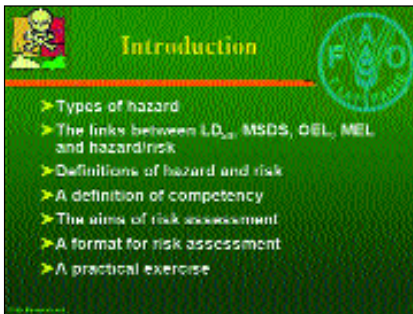 Introduction
F A O
Types of hazard
The links between LD50, MSDS, OEL, MEL
and hazard/risk
Definitions of hazard and risk
A definition of competency
The aims of risk assessment
A format for risk assessment
A practical exercise